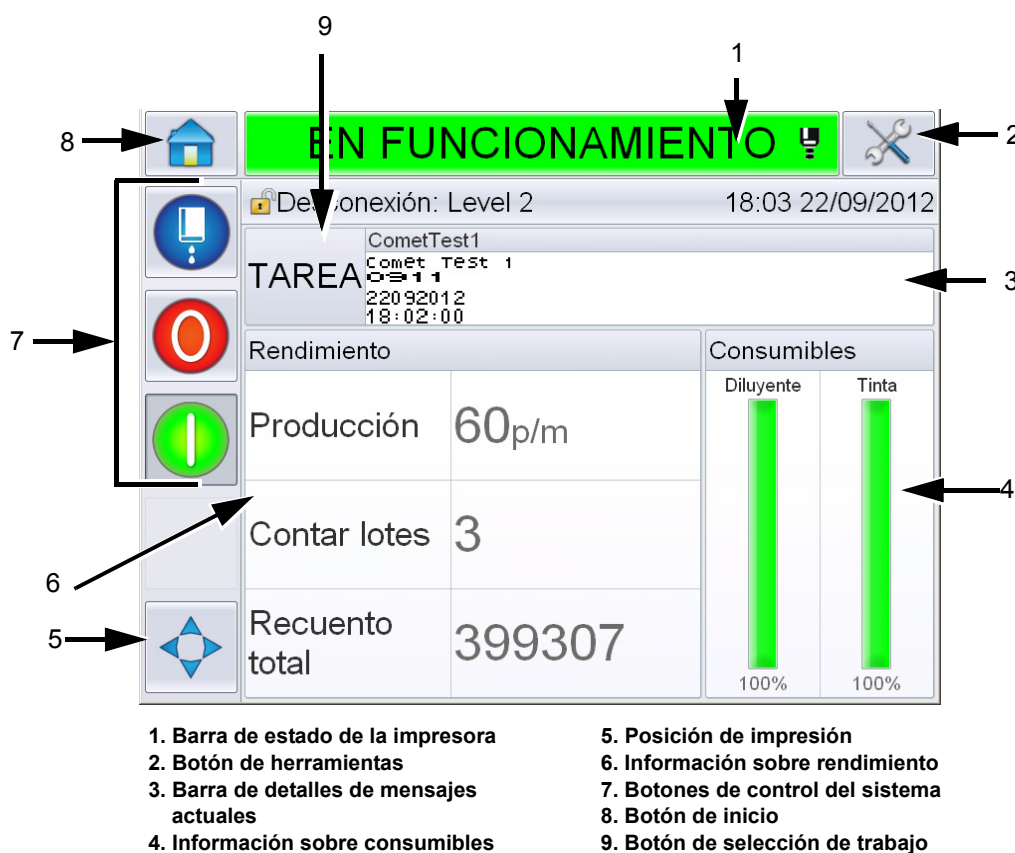 9
1
8
EN FUNCIONAMIENTO
2
Desconexión: Level 2
18:03 22/09/2012
TAREA
CometTest1
Comet Test 1
0911
22092012
18:02:00
3
7
Rendimiento
Consumibles
Diluyente
Tinta
Producción
60p/m
4
Contar lotes
3
6
5
Recuento
total
399307
100%
100%
1. Barra de estado de la impresora
2. Botón de herramientas
3. Barra de detalles de mensajes
actuales
4. Información sobre consumibles
5. Posición de impresión
6. Información sobre rendimiento
7. Botones de control del sistema
8. Botón de inicio
9. Botón de selección de trabajo